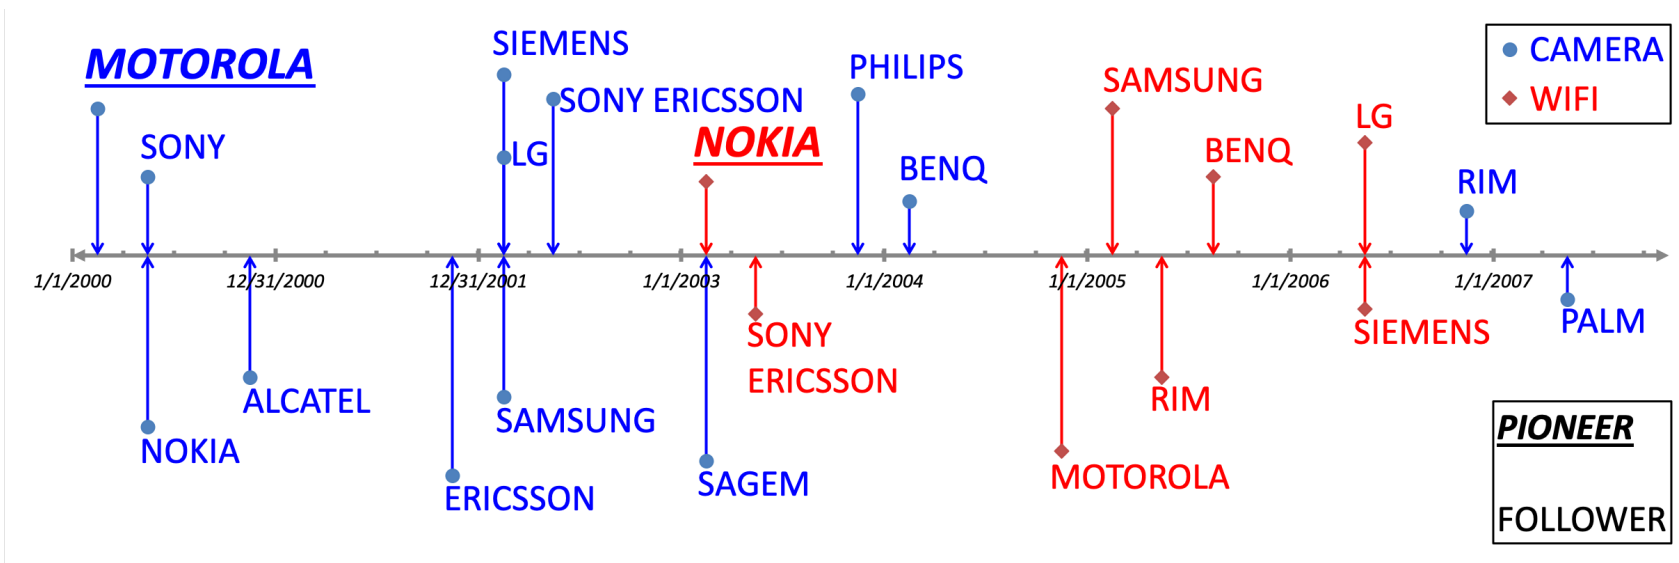 SIEMENS
MOTOROLA
PHILIPS
SAMSUNG
CAMERA
SONY ERICSSON
WIFI
LG
SONY
NOKIA
LG
BENQ
BENQ
RIM
1/1/2000
12/31/2000
12/31/2001
1/1/2003
1/1/2004
1/1/2005
1/1/2006
1/1/2007
SONY
ERICSSON
SIEMENS
PALM
ALCATEL
RIM
NOKIA
SAMSUNG
SAGEM
MOTOROLA
ERICSSON
PIONEER
FOLLOWER